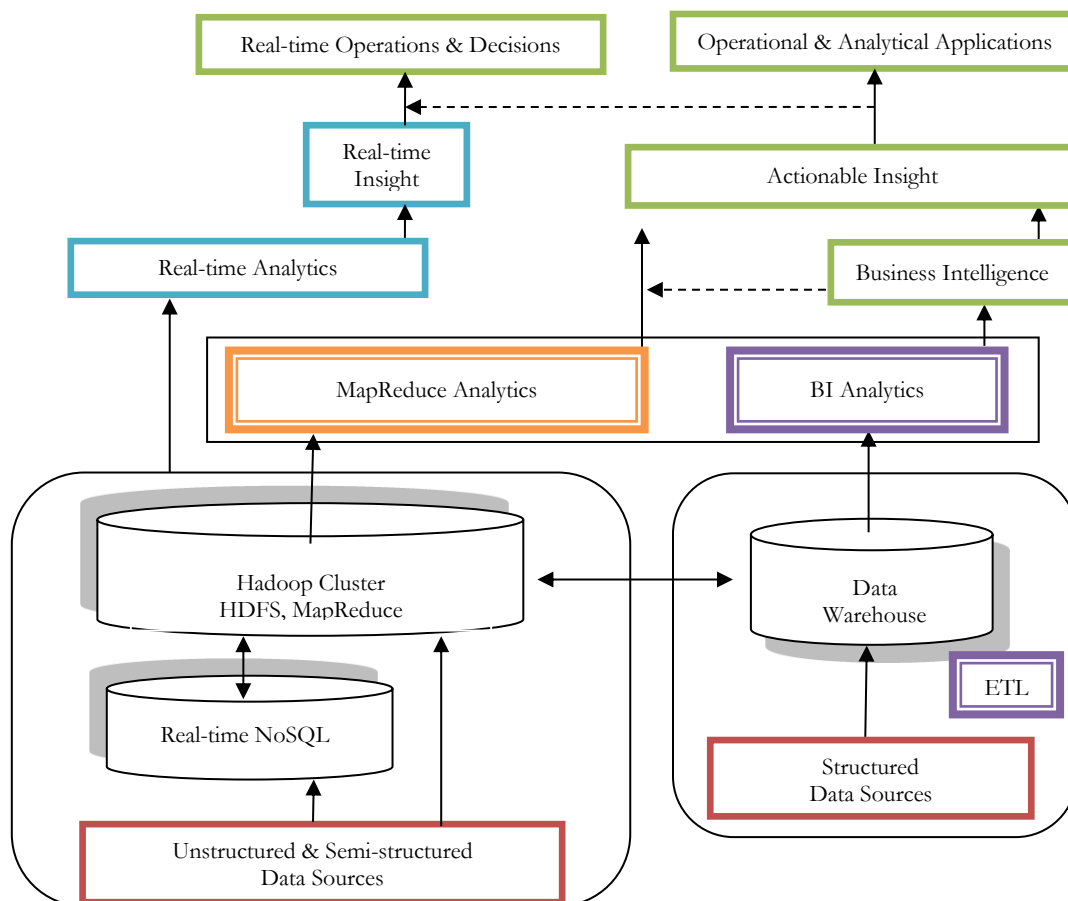 Real-time Operations & Decisions
Operational & Analytical Applications
Real-time
Insight
Actionable Insight
Real-time Analytics
Business Intelligence
MapReduce Analytics
BI Analytics
Hadoop Cluster
HDFS, MapReduce
Data
Warehouse
ETL
Real-time NoSQL
Structured
Data Sources
Unstructured & Semi-structured
Data Sources